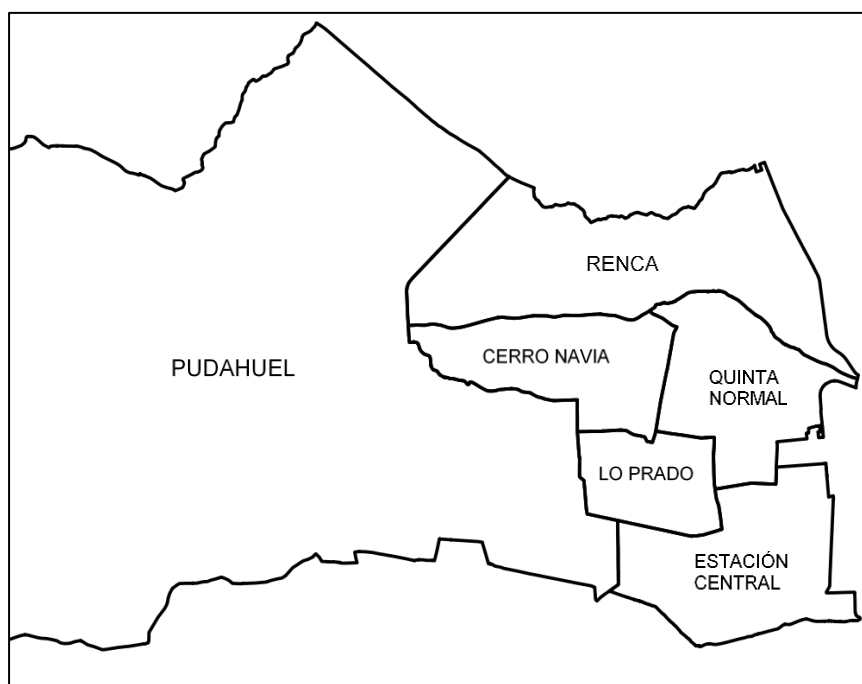 RENCA
PUDAHUEL
CERRO NAVIA
QUINTA
NORMAL
LO PRADO
ESTACIÓN
CENTRAL